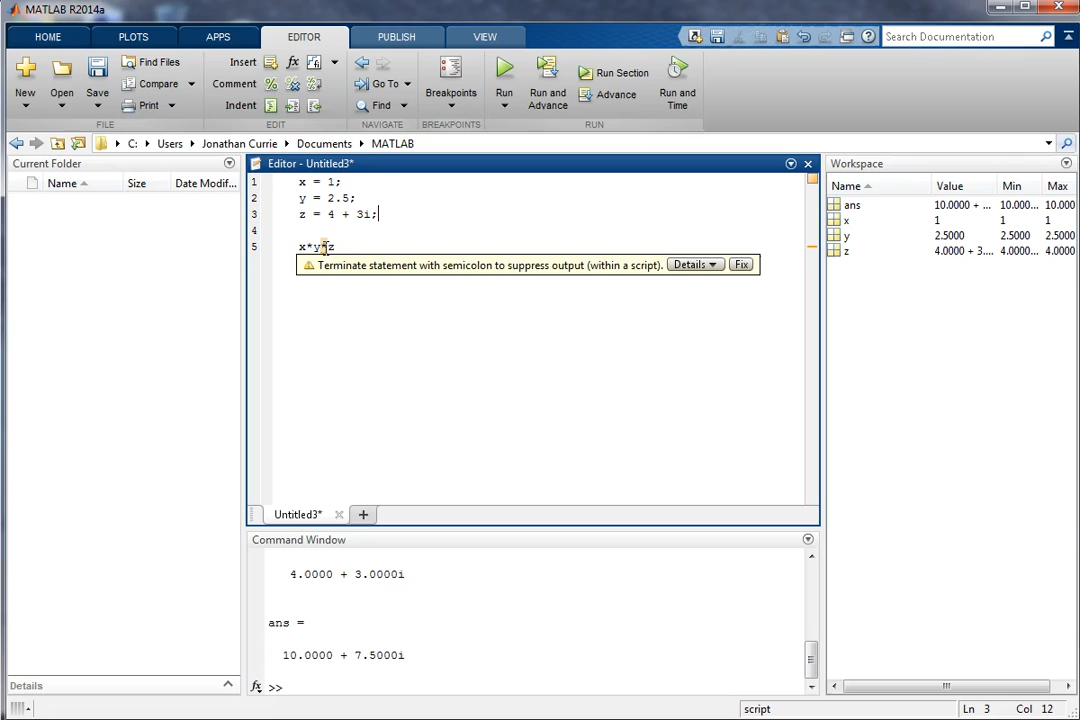 MATLAB R2014a
HOME PLOTS APPS EDITOR PUBLISH VIEW Search Documentation
New Open Save Find Files Compare Print
Insert fx Comment Indent
Go To Find
Breakpoints
Run Run and Advance Run Section Advance Run and Time
FILE EDIT NAVIGATE BREAKPOINTS RUN
C: Users Jonathan Currie Documents MATLAB
Current Folder
Name Size Date Modif...
Editor - Untitled3*
1 x = 1;
2 y = 2.5;
3 z = 4 + 3i;
4
5 x*y*z
Terminate statement with semicolon to suppress output (within a script). Details Fix
Untitled3*
Command Window
4.0000 + 3.0000i
ans =
10.0000 + 7.5000i
fx >>
Workspace
Name Value Min Max
ans 10.0000 + ... 10.0000... 10.000
x 1 1 1
y 2.5000 2.5000 2.5000
z 4.0000 + 3.... 4.0000... 4.0000
Details
script Ln 3 Col 12